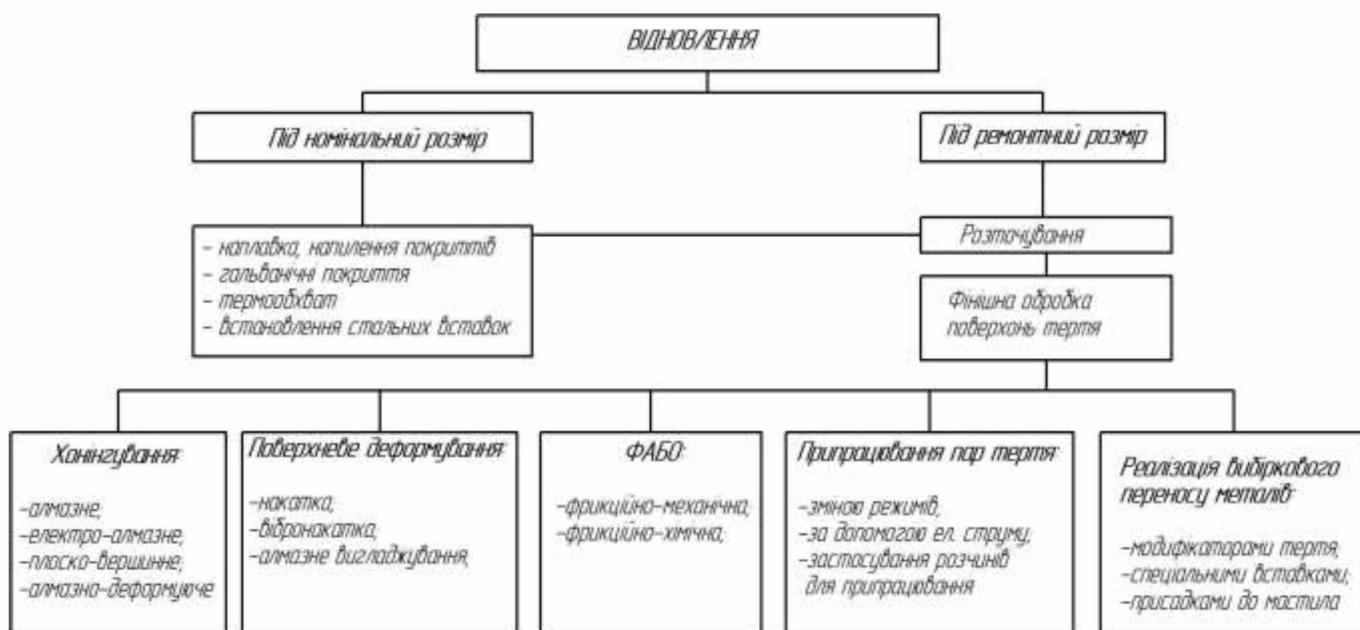 ВІДНОВЛЕННЯ
Під номінальний розмір
Під ремонтний розмір
- наплавка, напилення покриттів
- гальванічні покриття
- термообхват
- встановлення стальних вставок
Розточування
Фінішна обробка
поверхонь тертя
Хонінгування:
-алмазне;
-електро-алмазне;
-плоско-вершинне;
-алмазно-деформуюче
Поверхневе деформування:
-накатка,
-вібронакатка,
-алмазне вигладжування;
ФАБО:
-фрикційно-механічна,
-фрикційно-хімічна;
Припрацювання пар тертя:
-зміною режимів,
-за допомогою ел. струму,
-застосування розчинів
для припрацювання
Реалізація вибіркового
переносу металів:
-модифікаторами тертя;
-спеціальними вставками;
-присадками до мастила